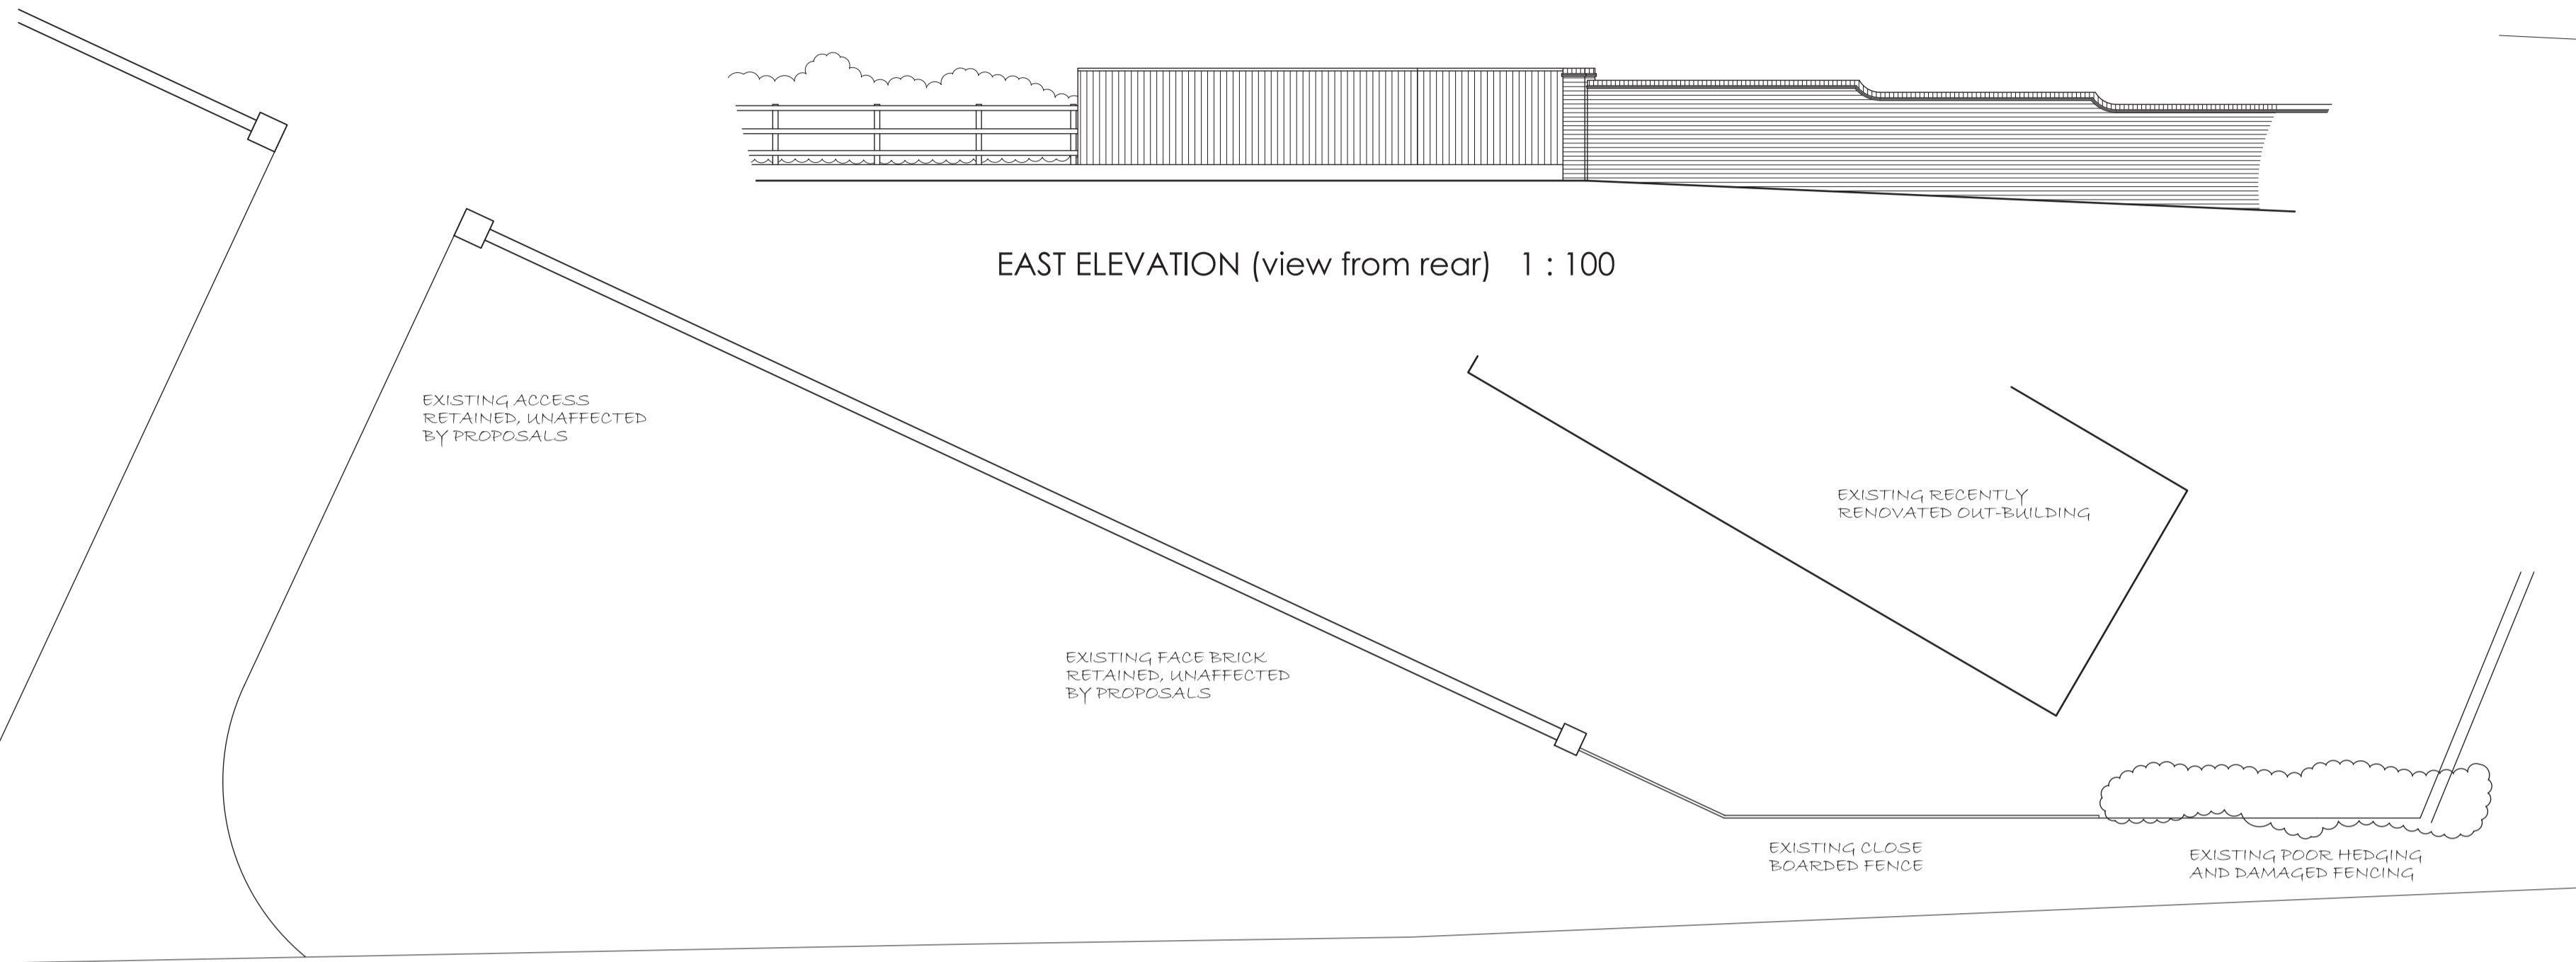 EAST ELEVATION (view from rear) 1 : 100
EXISTING ACCESS
RETAINED, UNAFFECTED
BY PROPOSALS
EXISTING RECENTLY
RENOVATED OUT-BUILDING
EXISTING FACE BRICK
RETAINED, UNAFFECTED
BY PROPOSALS
EXISTING CLOSE
BOARDED FENCE
EXISTING POOR HEDGING
AND DAMAGED FENCING